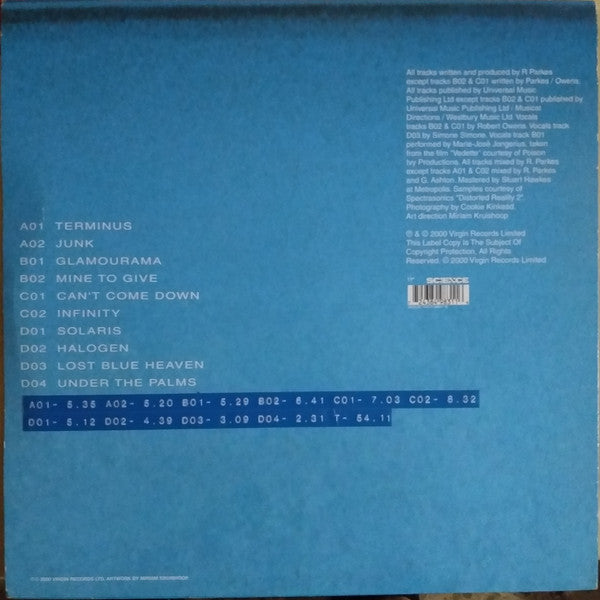 All tracks written and produced by R Parkes
except tracks B02 & C01 written by Parkes / Owens.
All tracks published by Universal Music
Publishing Ltd except tracks B02 & C01 published by
Universal Music Publishing Ltd / Musical
Directions / Westbury Music Ltd. Vocals
tracks B02 & C01 by Robert Owens. Vocals track
D03 by Simone Simons. Vocals track B01
performed by Marie-José Jongerius, taken
from the film "Vedette" courtesy of Poison
Ivy Productions. All tracks mixed by R. Parkes
except tracks A01 & C02 mixed by R. Parkes
and G. Ashton. Mastered by Stuart Hawkes
at Metropolis. Samples courtesy of
Spectrasonics "Distorted Reality 2"
Photography by Cookie Kinkead.
Art direction Miriam Kruishoop
℗ & © 2000 Virgin Records Limited
This Label Copy Is The Subject Of
Copyright Protection. All Rights
Reserved. © 2000 Virgin Records Limited
SCIENCE
A01 TERMINUS
A02 JUNK
B01 GLAMOURAMA
B02 MINE TO GIVE
C01 CAN'T COME DOWN
C02 INFINITY
D01 SOLARIS
D02 HALOGEN
D03 LOST BLUE HEAVEN
D04 UNDER THE PALMS
A01- 5.35 A02- 5.20 B01- 5.29 B02- 6.41 C01- 7.03 C02- 8.32
D01- 5.12 D02- 4.39 D03- 3.09 D04- 2.31 T- 54.11
℗ © 2000 VIRGIN RECORDS LTD. ARTWORK BY MIRIAM KRUISHOOP